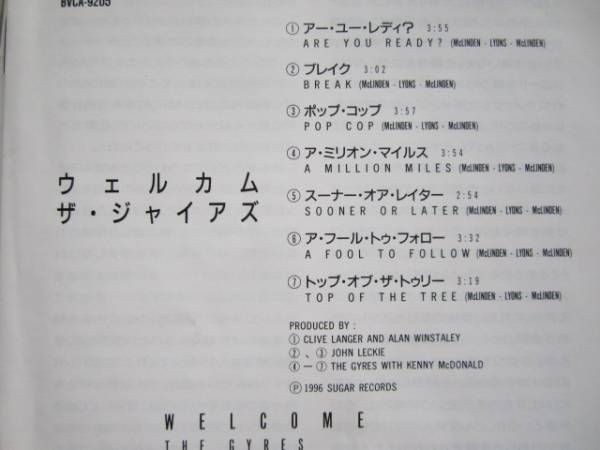 BVCA-9205
① アー・ユー・レディ? 3:55
ARE YOU READY? (McLINDEN - LYONS - McLINDEN)
② ブレイク 3:02
BREAK (McLINDEN - LYONS - McLINDEN)
③ ポップ・コップ 3:57
POP COP (McLINDEN - LYONS - McLINDEN)
④ ア・ミリオン・マイルス 3:54
A MILLION MILES (McLINDEN - LYONS - McLINDEN)
⑤ スーナー・オア・レイター 2:54
SOONER OR LATER (McLINDEN - LYONS - McLINDEN)
⑥ ア・フール・トゥ・フォロー 3:32
A FOOL TO FOLLOW (McLINDEN - LYONS - McLINDEN)
⑦ トップ・オブ・ザ・トゥリー 3:19
TOP OF THE TREE (McLINDEN - LYONS - McLINDEN)
ウェルカム
ザ・ジャイアズ
PRODUCED BY :
① CLIVE LANGER AND ALAN WINSTALEY
②、③ JOHN LECKIE
④ー⑦ THE GYRES WITH KENNY McDONALD
Ⓟ 1996 SUGAR RECORDS
WELCOME
THE GYRES